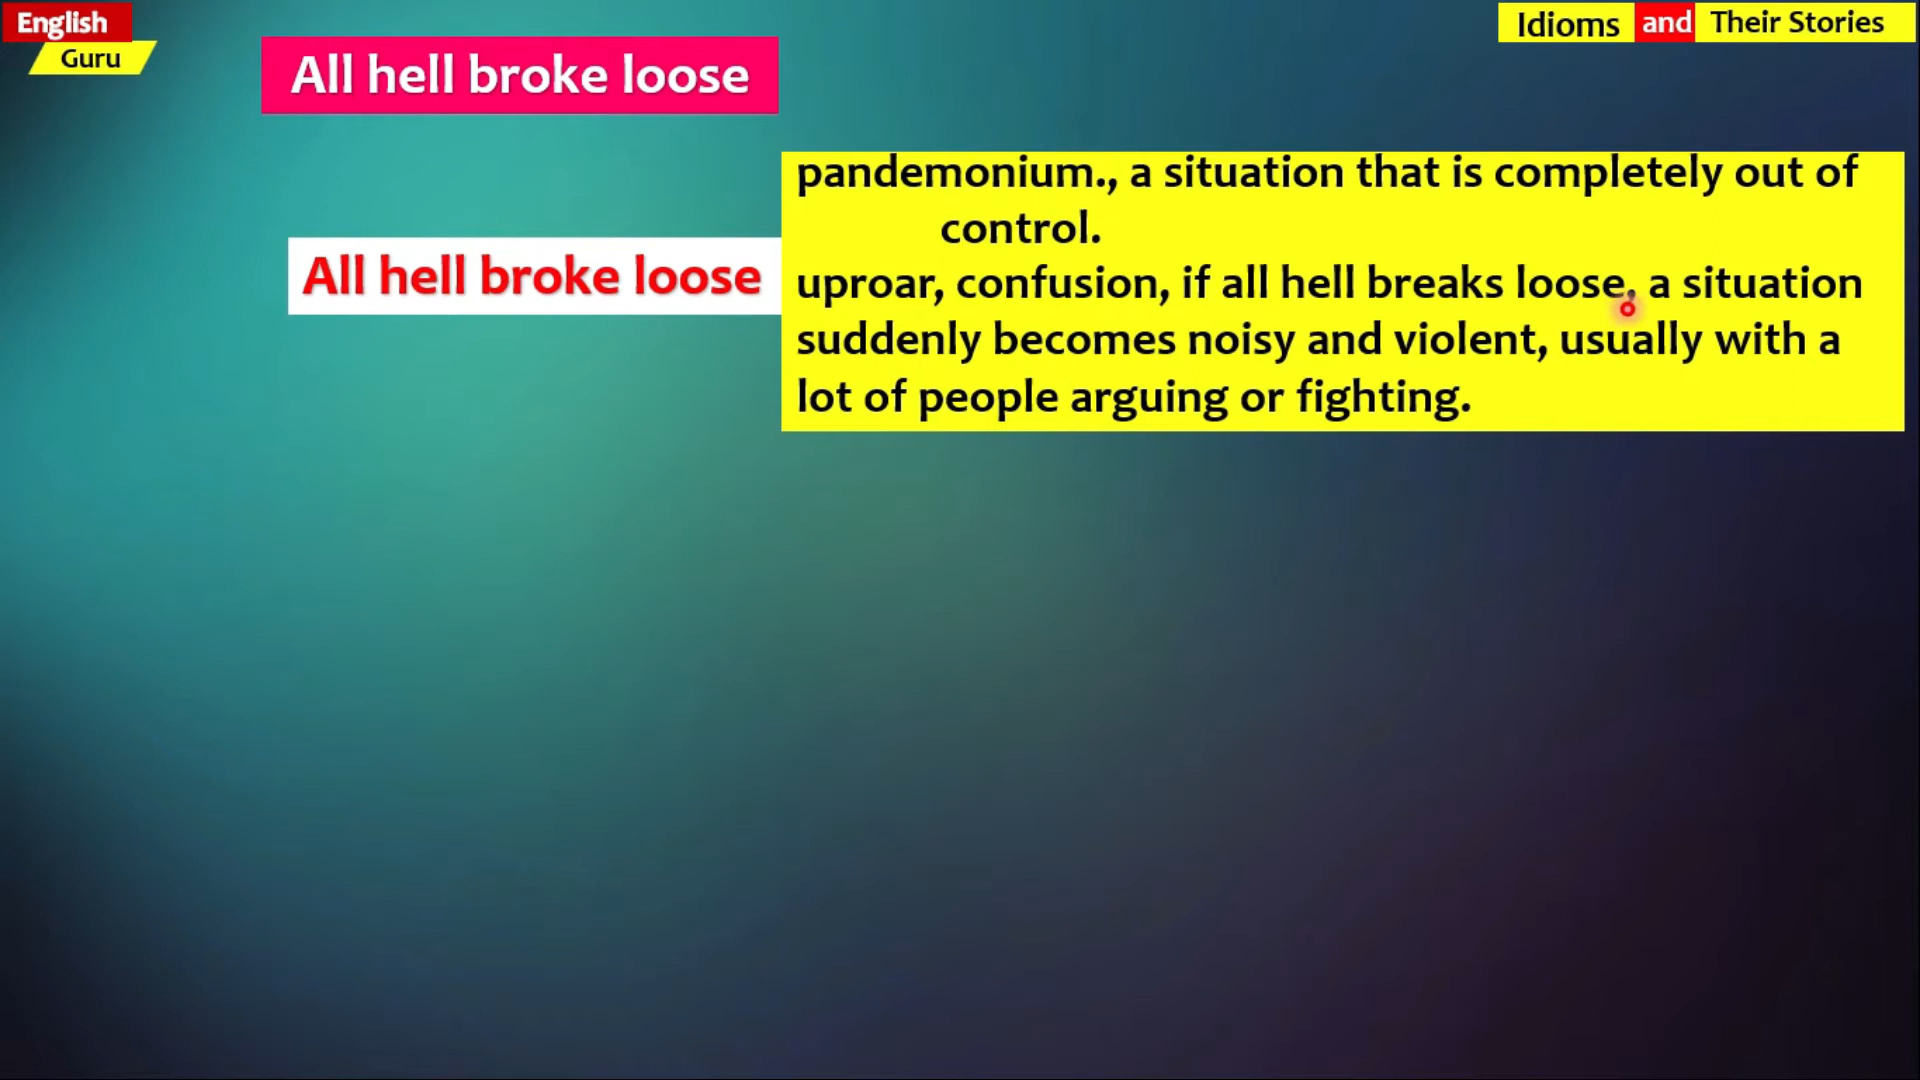 English
Guru
Idioms and Their Stories
All hell broke loose
All hell broke loose
pandemonium., a situation that is completely out of
control.
uproar, confusion, if all hell breaks loose, a situation
suddenly becomes noisy and violent, usually with a
lot of people arguing or fighting.